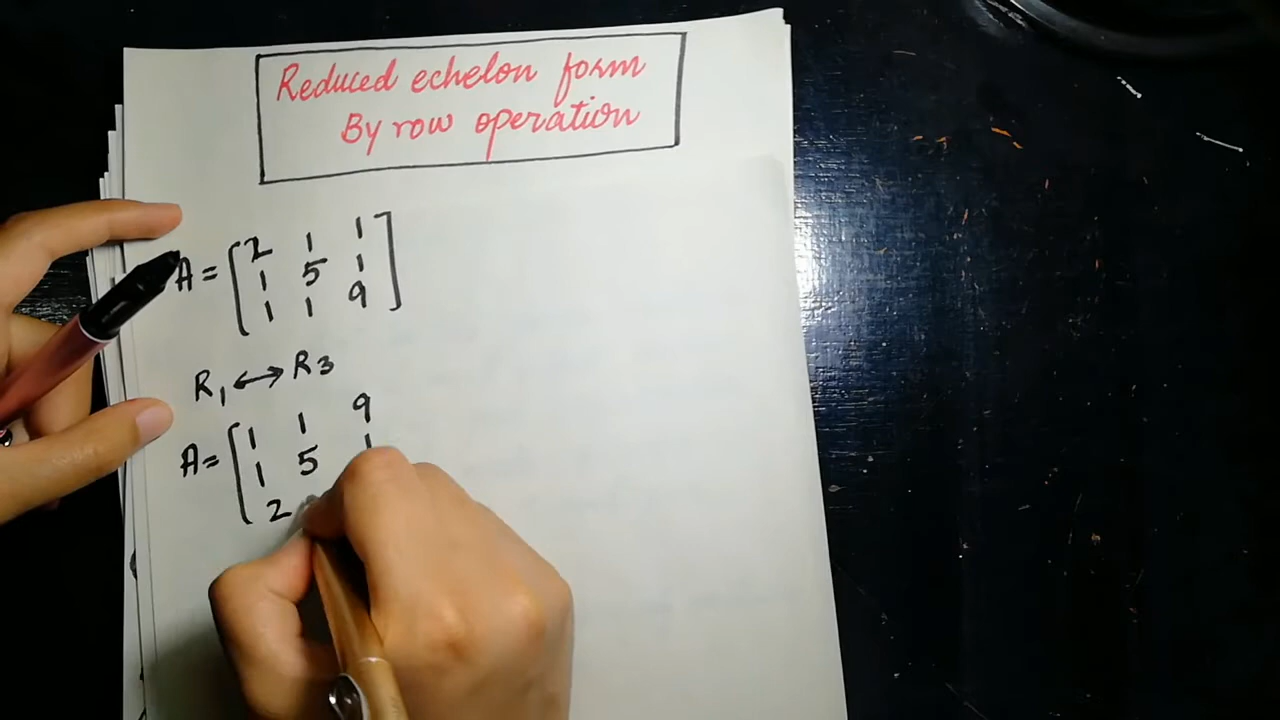 Reduced echelon form
By row operation
2 1 1
A = [ 1 5 1 ]
1 1 9
R1 ↔ R3
1 1 9
A = [ 1 5 1
2